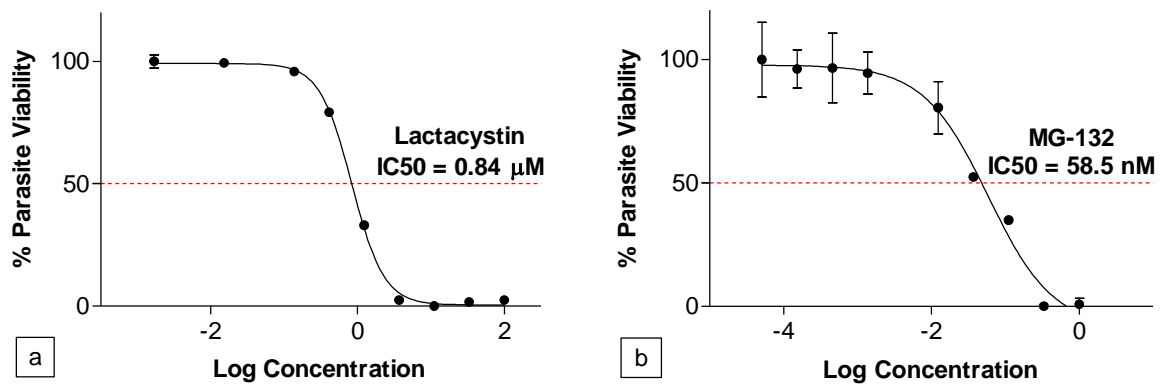 % Parasite Viability
100
50
0
Lactacystin
IC50 = 0.84 μM
-2
0
2
Log Concentration
a
% Parasite Viability
100
50
0
MG-132
IC50 = 58.5 nM
-4
-2
0
Log Concentration
b